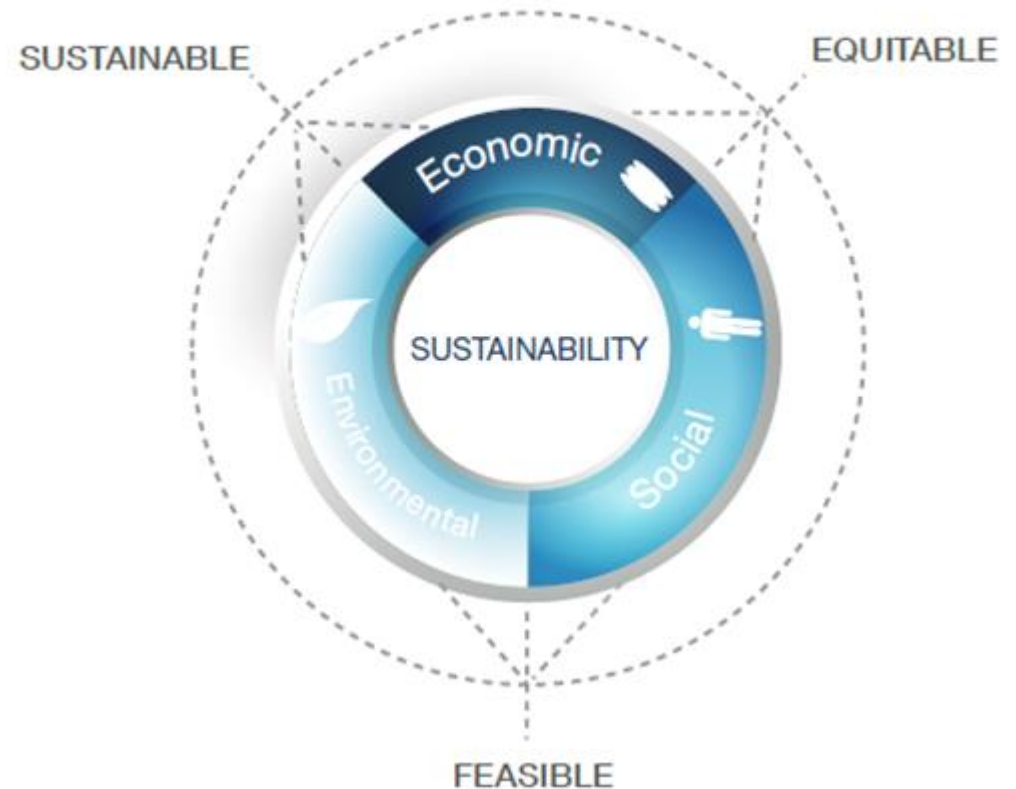 SUSTAINABLE
EQUITABLE
Economic
SUSTAINABILITY
Environmental
Social
FEASIBLE